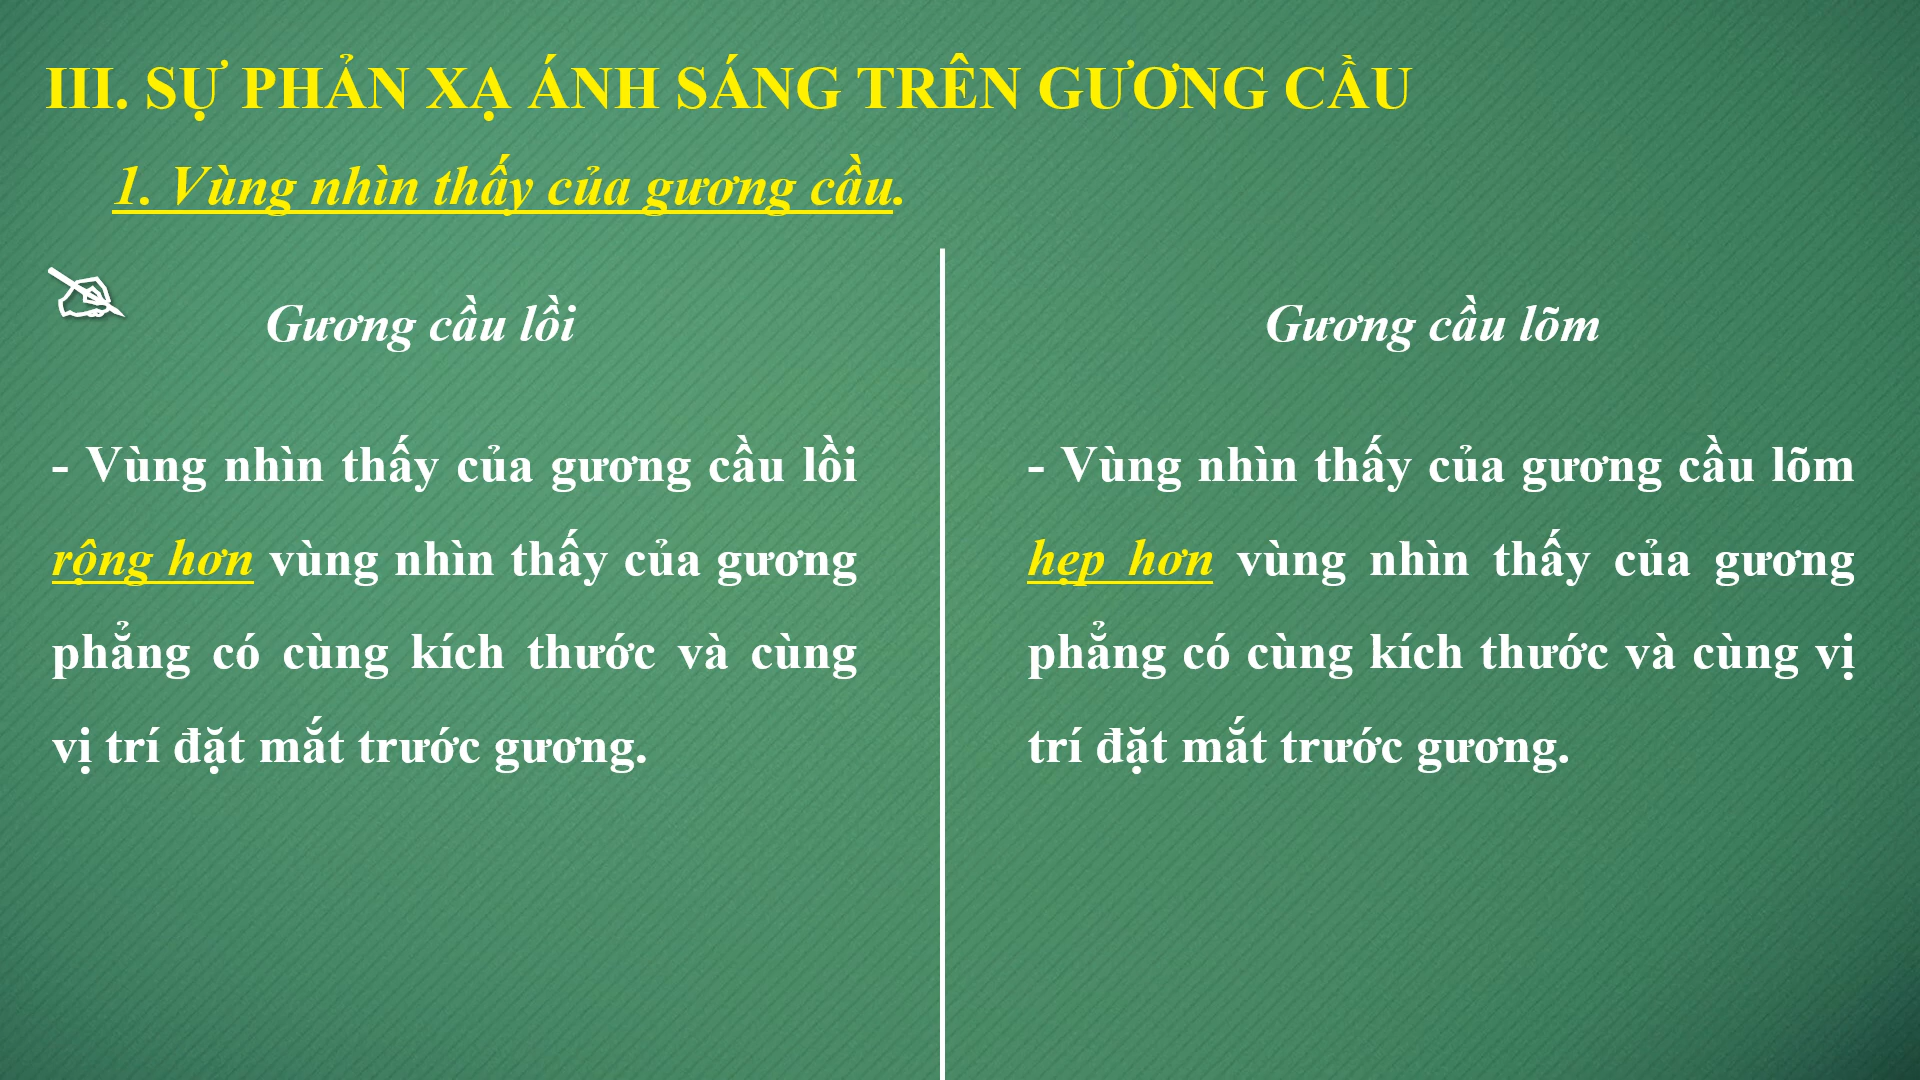 III. SỰ PHẢN XẠ ÁNH SÁNG TRÊN GƯƠNG CẦU
1. Vùng nhìn thấy của gương cầu.
Gương cầu lồi
- Vùng nhìn thấy của gương cầu lồi
rộng hơn vùng nhìn thấy của gương
phẳng có cùng kích thước và cùng
vị trí đặt mắt trước gương.
Gương cầu lõm
- Vùng nhìn thấy của gương cầu lõm
hẹp hơn vùng nhìn thấy của gương
phẳng có cùng kích thước và cùng vị
trí đặt mắt trước gương.